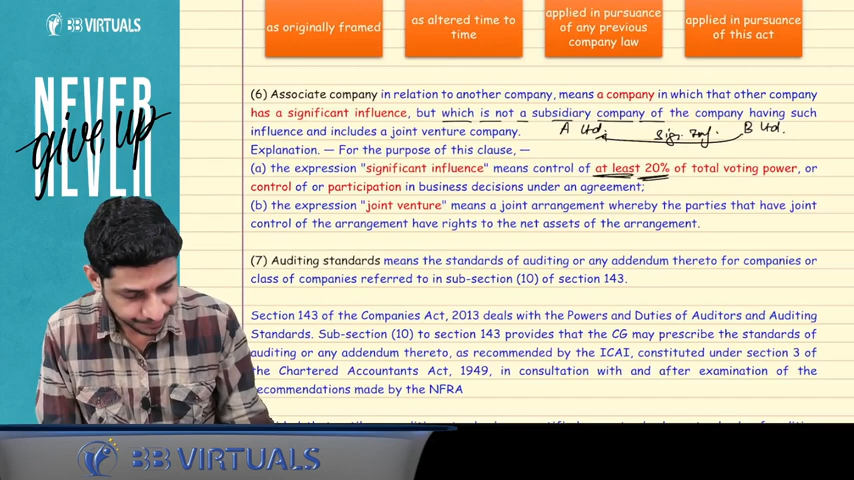 BB VIRTUALS
NEVER
give up
NEVER
as originally framed
as altered time to
time
applied in pursuance
of any previous
company law
applied in pursuance
of this act
(6) Associate company in relation to another company, means a company in which that other company
has a significant influence, but which is not a subsidiary company of the company having such
influence and includes a joint venture company.
A Ltd. Sig. Inf. B Ltd.
Explanation. — For the purpose of this clause, —
(a) the expression "significant influence" means control of at least 20% of total voting power, or
control of or participation in business decisions under an agreement;
(b) the expression "joint venture" means a joint arrangement whereby the parties that have joint
control of the arrangement have rights to the net assets of the arrangement.
(7) Auditing standards means the standards of auditing or any addendum thereto for companies or
class of companies referred to in sub-section (10) of section 143.
Section 143 of the Companies Act, 2013 deals with the Powers and Duties of Auditors and Auditing
Standards. Sub-section (10) to section 143 provides that the CG may prescribe the standards of
auditing or any addendum thereto, as recommended by the ICAI, constituted under section 3 of
the Chartered Accountants Act, 1949, in consultation with and after examination of the
recommendations made by the NFRA
BB VIRTUALS